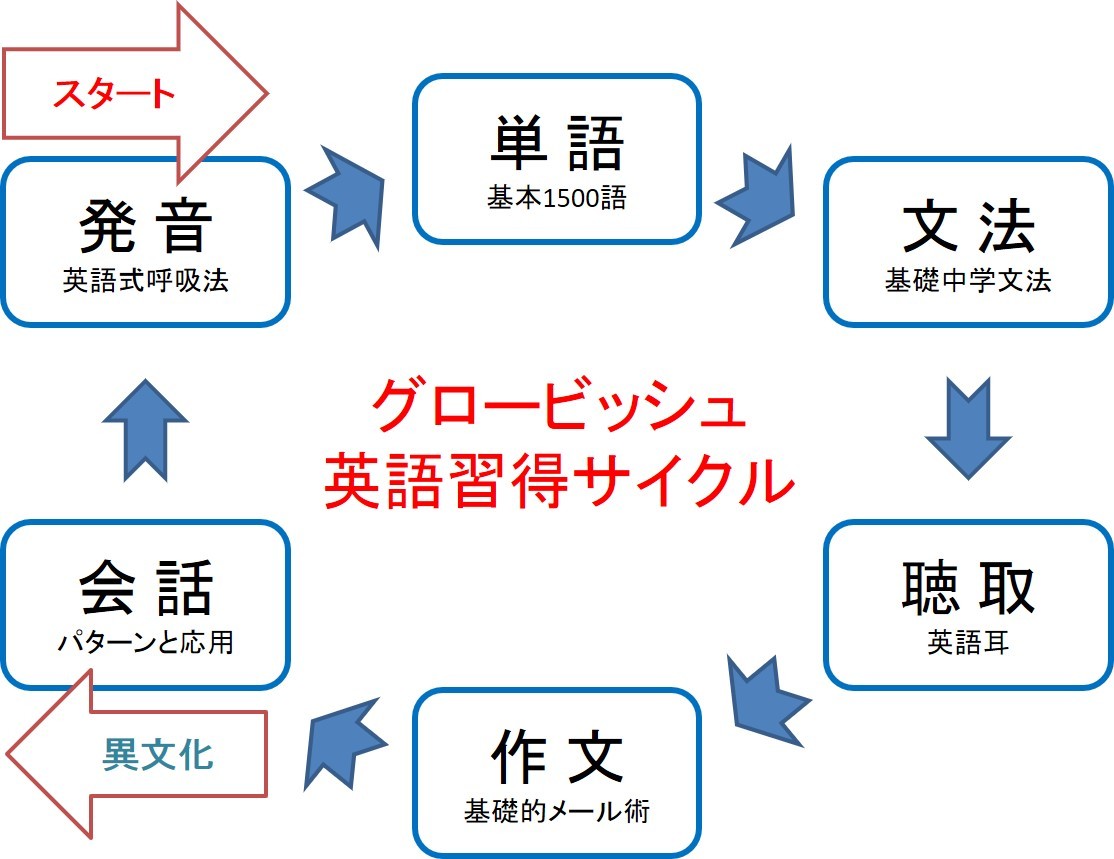 スタート
発 音
英語式呼吸法
単 語
基本1500語
文 法
基礎中学文法
グロービッシュ
英語習得サイクル
聴 取
英語耳
作 文
基礎的メール術
会 話
パターンと応用
異文化